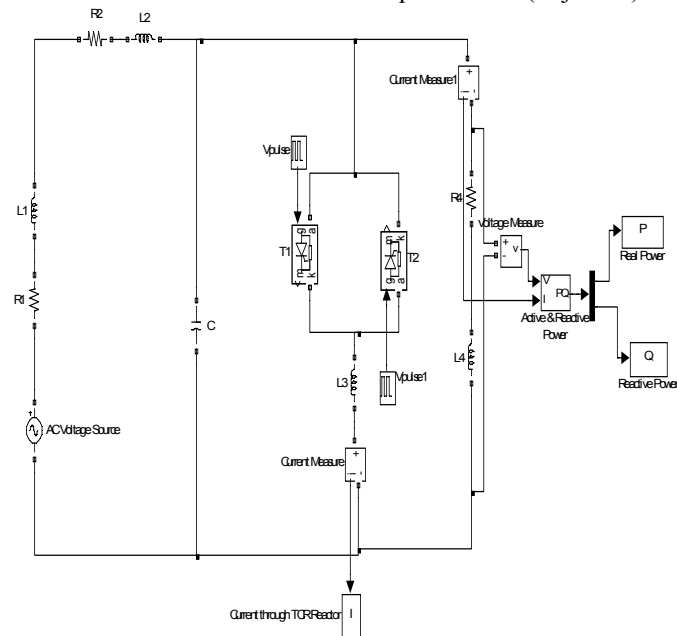 R2
L2
Current Measure1
+
i -
Vpulse
L1
R4
Voltage Measure
g a
T1
m k
m k
T2
g a
+
-
v
P
Real Power
R1
V
I
PQ
Active & Reactive
Power
C
L4
Q
Reactive Power
L3
Vpulse1
+
AC Voltage Source
Current Measure
+
i -
Current through TCR Reactor
I